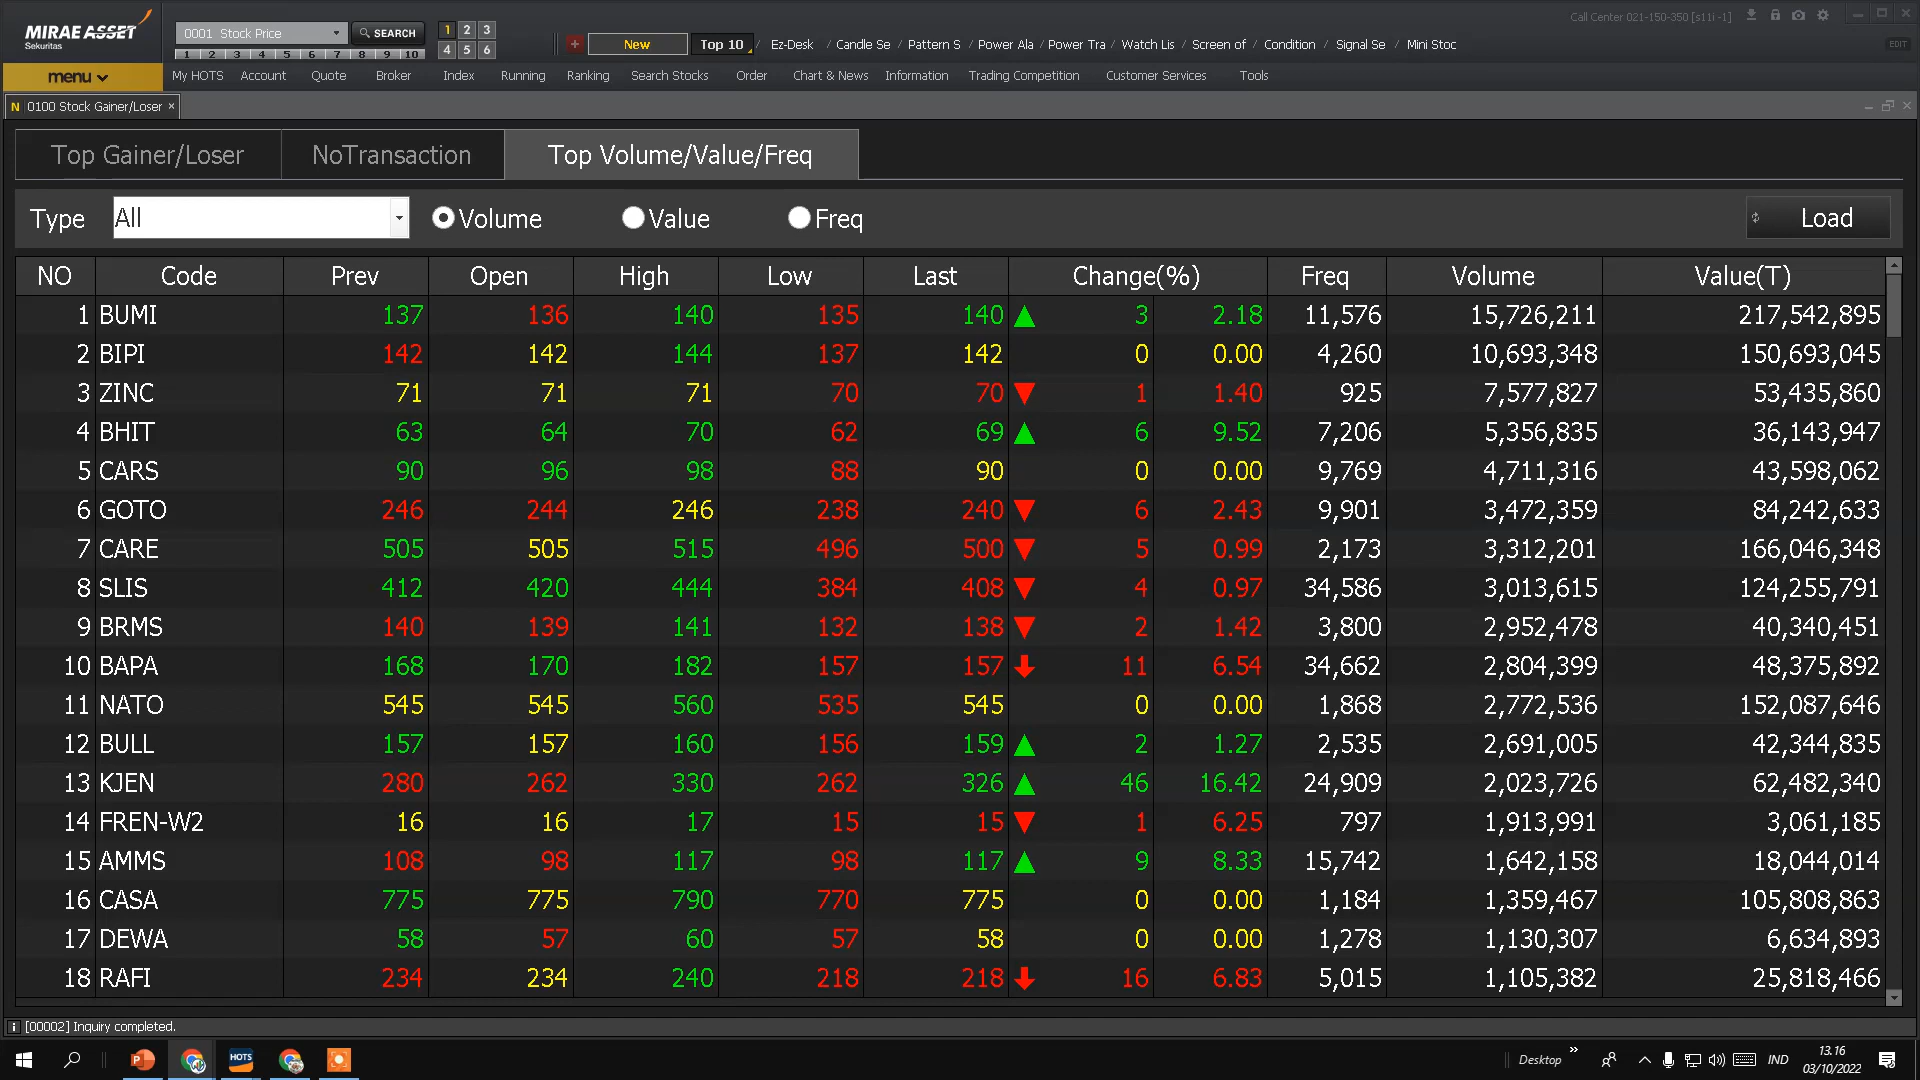 MIRAE ASSET
Sekuritas
0001 Stock Price
SEARCH
1 2 3 4 5 6 7 8 9 10
1 2 3
4 5 6
New
Top 10 / Ez-Desk / Candle Se / Pattern S / Power Ala / Power Tra / Watch Lis / Screen of / Condition / Signal Se / Mini Stoc
Call Center 021-150-350 [s11i -1]
EDIT
menu My HOTS Account Quote Broker Index Running Ranking Search Stocks Order Chart & News Information Trading Competition Customer Services Tools
N 0100 Stock Gainer/Loser ×
Top Gainer/Loser NoTransaction Top Volume/Value/Freq
Type All Volume Value Freq Load
NO Code Prev Open High Low Last Change(%) Freq Volume Value(T)
1 BUMI 137 136 140 135 140 ▲ 3 2.18 11,576 15,726,211 217,542,895
2 BIPI 142 142 144 137 142 0 0.00 4,260 10,693,348 150,693,045
3 ZINC 71 71 71 70 70 ▼ 1 1.40 925 7,577,827 53,435,860
4 BHIT 63 64 70 62 69 ▲ 6 9.52 7,206 5,356,835 36,143,947
5 CARS 90 96 98 88 90 0 0.00 9,769 4,711,316 43,598,062
6 GOTO 246 244 246 238 240 ▼ 6 2.43 9,901 3,472,359 84,242,633
7 CARE 505 505 515 496 500 ▼ 5 0.99 2,173 3,312,201 166,046,348
8 SLIS 412 420 444 384 408 ▼ 4 0.97 34,586 3,013,615 124,255,791
9 BRMS 140 139 141 132 138 ▼ 2 1.42 3,800 2,952,478 40,340,451
10 BAPA 168 170 182 157 157 ⬇ 11 6.54 34,662 2,804,399 48,375,892
11 NATO 545 545 560 535 545 0 0.00 1,868 2,772,536 152,087,646
12 BULL 157 157 160 156 159 ▲ 2 1.27 2,535 2,691,005 42,344,835
13 KJEN 280 262 330 262 326 ▲ 46 16.42 24,909 2,023,726 62,482,340
14 FREN-W2 16 16 17 15 15 ▼ 1 6.25 797 1,913,991 3,061,185
15 AMMS 108 98 117 98 117 ▲ 9 8.33 15,742 1,642,158 18,044,014
16 CASA 775 775 790 770 775 0 0.00 1,184 1,359,467 105,808,863
17 DEWA 58 57 60 57 58 0 0.00 1,278 1,130,307 6,634,893
18 RAFI 234 234 240 218 218 ⬇ 16 6.83 5,015 1,105,382 25,818,466
i [00002] Inquiry completed.
HOTS
Desktop » IND 13.16
03/10/2022